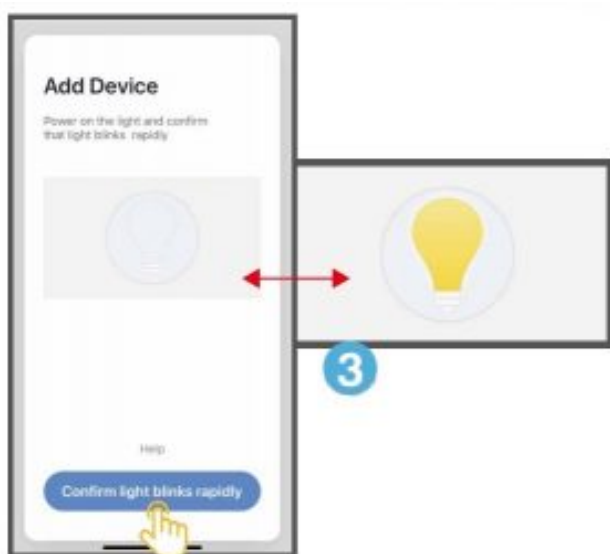 Add Device
Power on the light and confirm
that light blinks rapidly
3
Help
Confirm light blinks rapidly